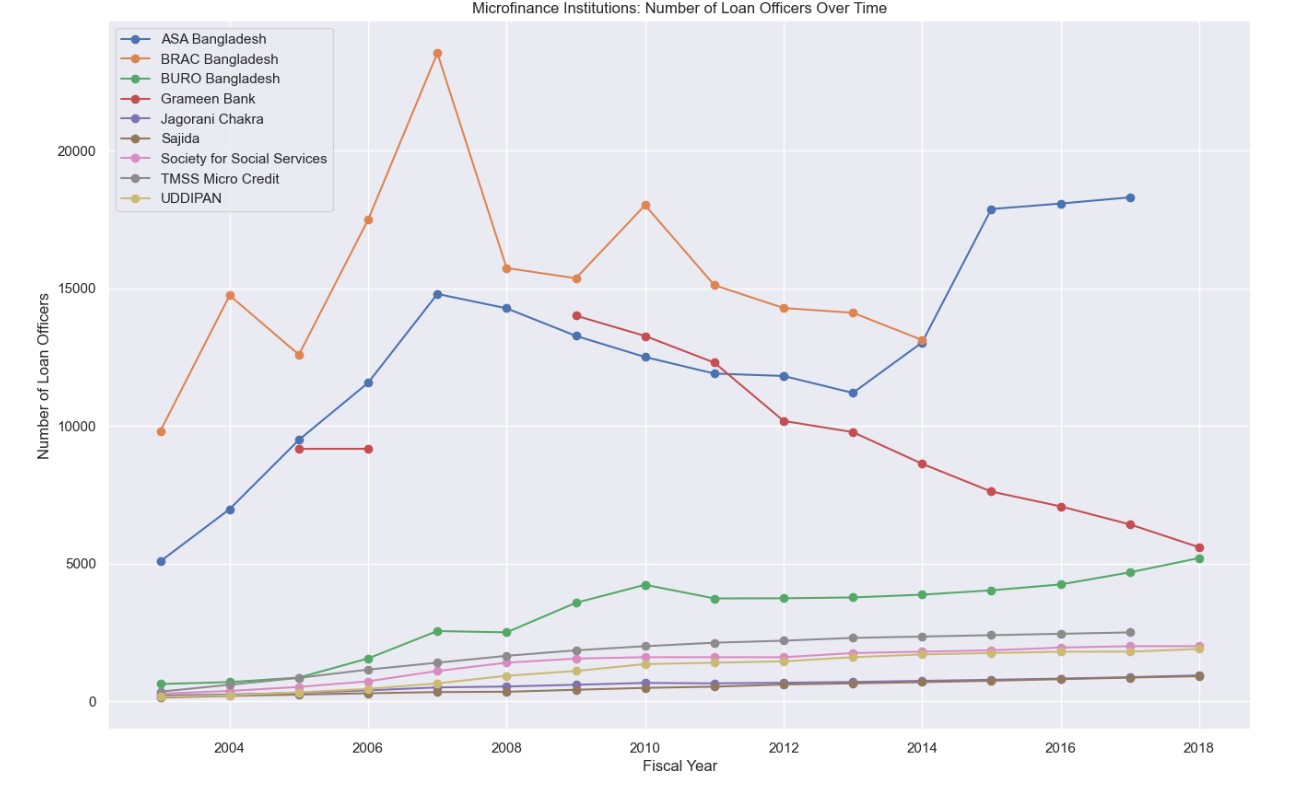 Microfinance Institutions: Number of Loan Officers Over Time
ASA Bangladesh
BRAC Bangladesh
BURO Bangladesh
Grameen Bank
Jagorani Chakra
Sajida
Society for Social Services
TMSS Micro Credit
UDDIPAN
Number of Loan Officers
20000
15000
10000
5000
0
2004
2006
2008
2010
2012
2014
2016
2018
Fiscal Year